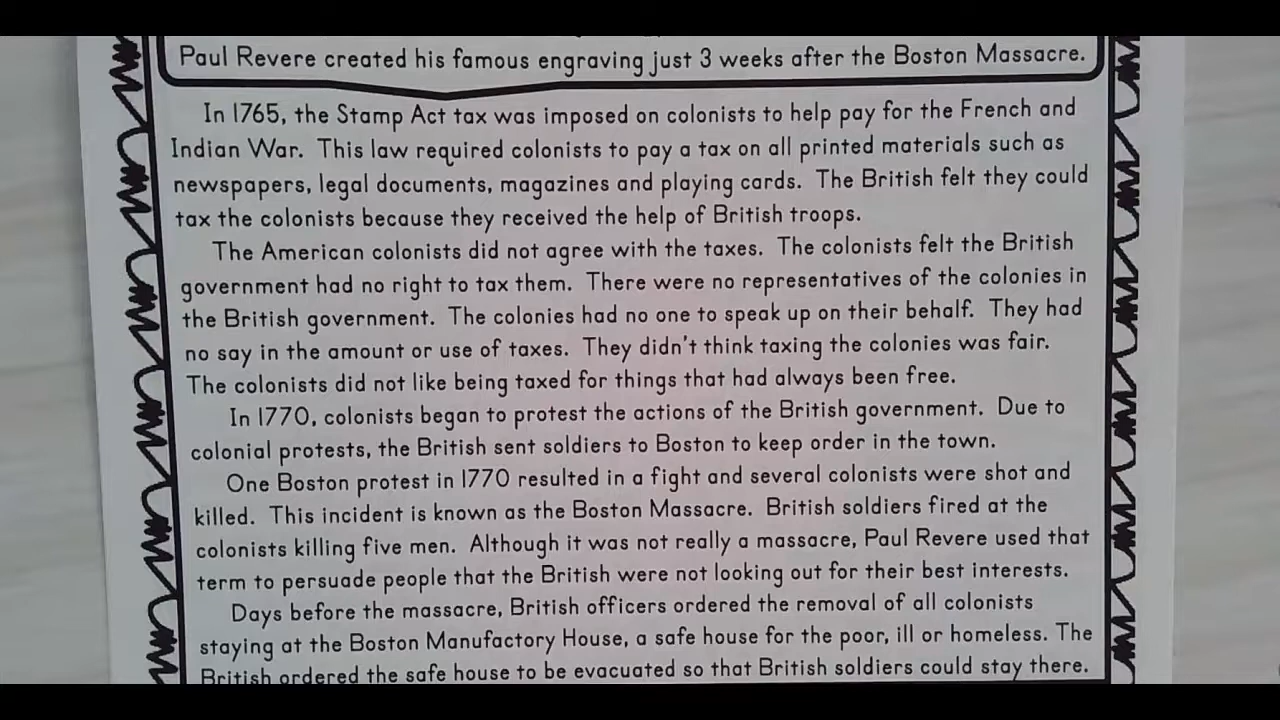 Paul Revere created his famous engraving just 3 weeks after the Boston Massacre.
In 1765, the Stamp Act tax was imposed on colonists to help pay for the French and
Indian War. This law required colonists to pay a tax on all printed materials such as
newspapers, legal documents, magazines and playing cards. The British felt they could
tax the colonists because they received the help of British troops.
The American colonists did not agree with the taxes. The colonists felt the British
government had no right to tax them. There were no representatives of the colonies in
the British government. The colonies had no one to speak up on their behalf. They had
no say in the amount or use of taxes. They didn't think taxing the colonies was fair.
The colonists did not like being taxed for things that had always been free.
In 1770, colonists began to protest the actions of the British government. Due to
colonial protests, the British sent soldiers to Boston to keep order in the town.
One Boston protest in 1770 resulted in a fight and several colonists were shot and
killed. This incident is known as the Boston Massacre. British soldiers fired at the
colonists killing five men. Although it was not really a massacre, Paul Revere used that
term to persuade people that the British were not looking out for their best interests.
Days before the massacre, British officers ordered the removal of all colonists
staying at the Boston Manufactory House, a safe house for the poor, ill or homeless. The
British ordered the safe house to be evacuated so that British soldiers could stay there.